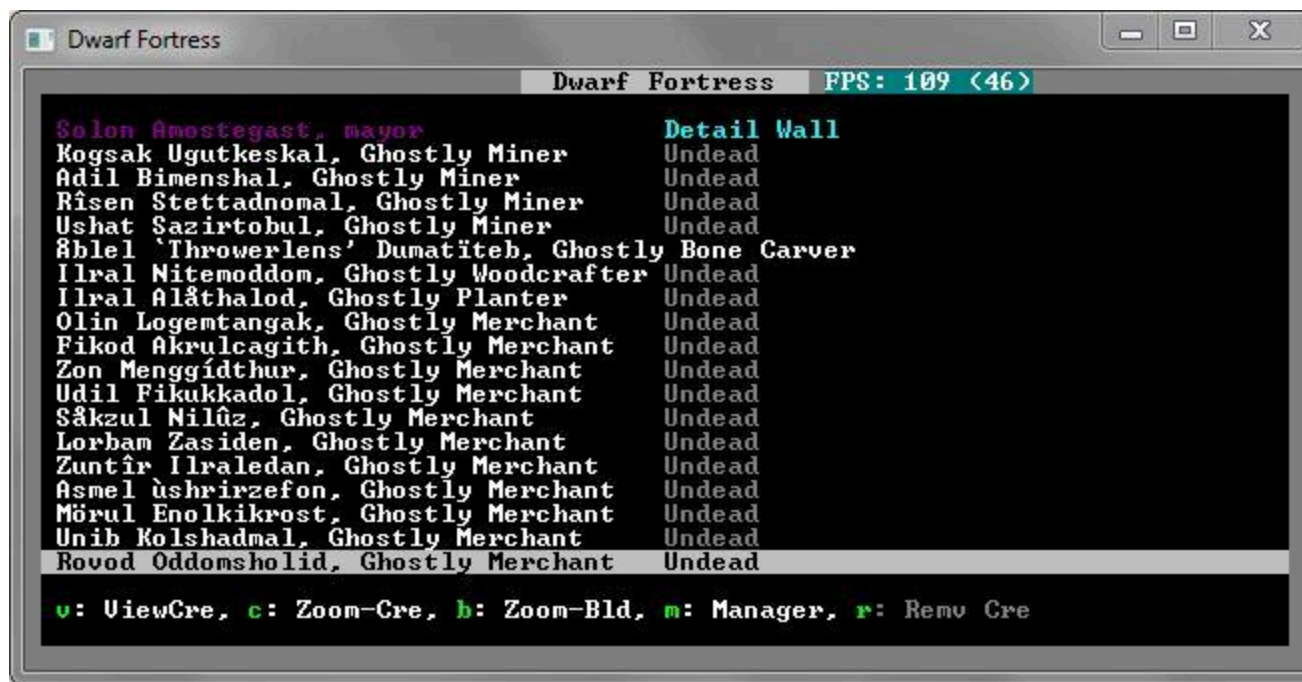 Dwarf Fortress
Dwarf Fortress FPS: 109 (46)
Solon Amostegast, mayor Detail Wall
Kogsak Ugutkeskal, Ghostly Miner Undead
Adil Bimenshal, Ghostly Miner Undead
Rîsen Stettadnomal, Ghostly Miner Undead
Ushat Sazirtobul, Ghostly Miner Undead
Åblel `Throwerlens' Dumatïteb, Ghostly Bone Carver
Ilral Nitemoddom, Ghostly Woodcrafter Undead
Ilral Alåthalod, Ghostly Planter Undead
Olin Logemtangak, Ghostly Merchant Undead
Fikod Akrulcagith, Ghostly Merchant Undead
Zon Menggídthur, Ghostly Merchant Undead
Udil Fikukkadol, Ghostly Merchant Undead
Såkzul Nilûz, Ghostly Merchant Undead
Lorbam Zasiden, Ghostly Merchant Undead
Zuntîr Ilraledan, Ghostly Merchant Undead
Asmel ùshrirzefon, Ghostly Merchant Undead
Mörul Enolkikrost, Ghostly Merchant Undead
Unib Kolshadmal, Ghostly Merchant Undead
Rovod Oddomsholid, Ghostly Merchant Undead
v: ViewCre, c: Zoom-Cre, b: Zoom-Bld, m: Manager, r: Remv Cre